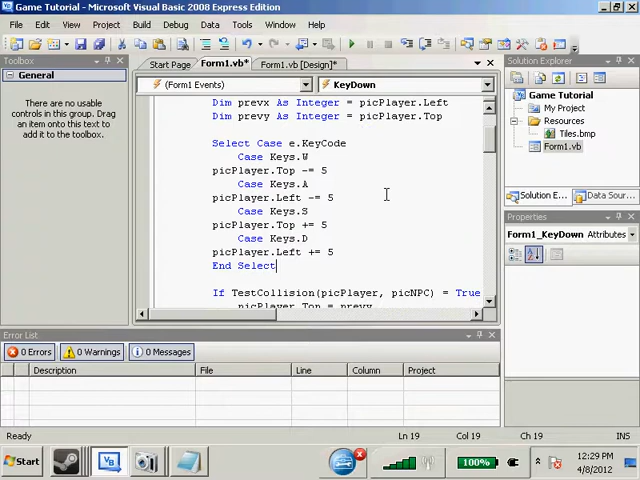 Game Tutorial - Microsoft Visual Basic 2008 Express Edition
File Edit View Project Build Debug Data Tools Window Help
General
There are no usable
controls in this group. Drag
an item onto this text to
add it to the toolbox.
Start Page Form1.vb* Form1.vb [Design]*
(Form1 Events) KeyDown
Dim prevx As Integer = picPlayer.Left
Dim prevy As Integer = picPlayer.Top
Select Case e.KeyCode
Case Keys.W
picPlayer.Top -= 5
Case Keys.A
picPlayer.Left -= 5
Case Keys.S
picPlayer.Top += 5
Case Keys.D
picPlayer.Left += 5
End Select
If TestCollision(picPlayer, picNPC) = True
picPlayer.Top = prevy
Solution Explorer
Game Tutorial
My Project
Resources
Tiles.bmp
Form1.vb
Solution E... Data Sour...
Properties
Form1_KeyDown Attributes
Error List
0 Errors 0 Warnings 0 Messages
Description File Line Column Project
Ready Ln 19 Col 19 Ch 19 INS
Start 100% 12:29 PM
4/8/2012